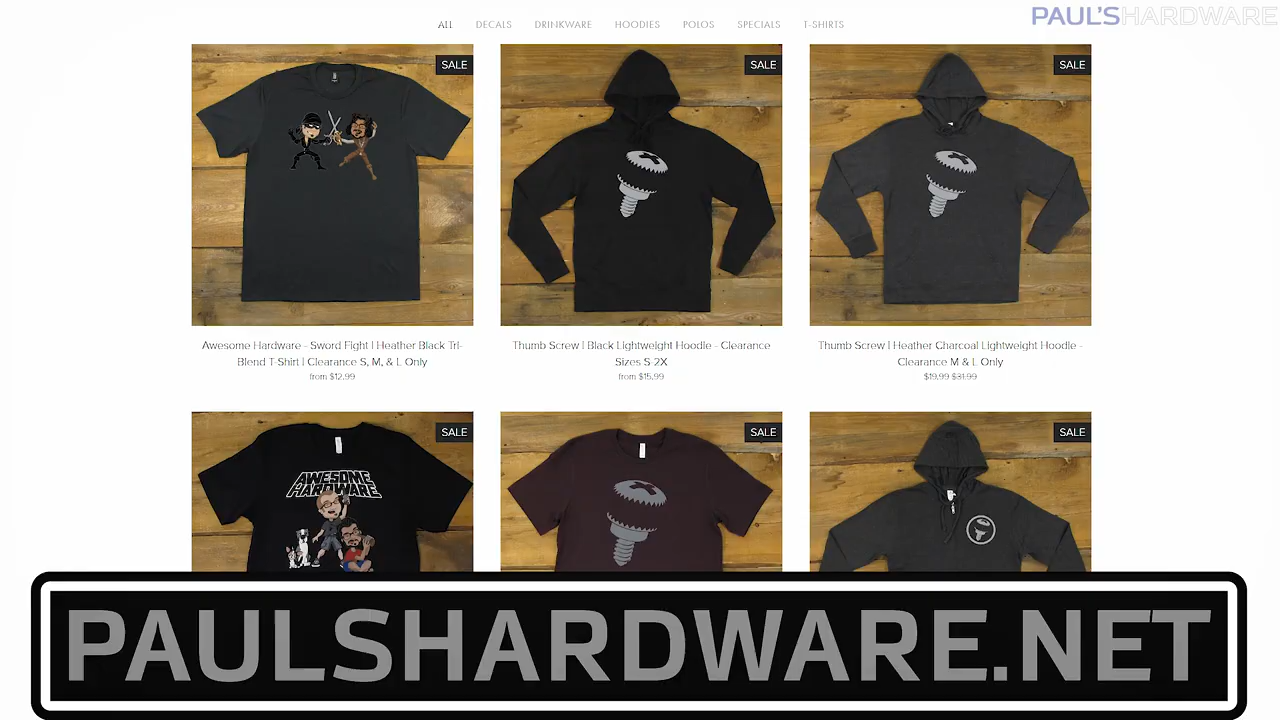 PAUL'SHARDWARE
ALL DECALS DRINKWARE HOODIES POLOS SPECIALS T-SHIRTS
SALE
SALE
SALE
Awesome Hardware - Sword Fight | Heather Black Tri-
Blend T-Shirt | Clearance S, M, & L Only
from $12.99
Thumb Screw | Black Lightweight Hoodie - Clearance
Sizes S-2X
from $15.99
Thumb Screw | Heather Charcoal Lightweight Hoodie -
Clearance M & L Only
$19.99 $31.99
SALE
SALE
SALE
AWESOME
HARDWARE
PAULSHARDWARE.NET